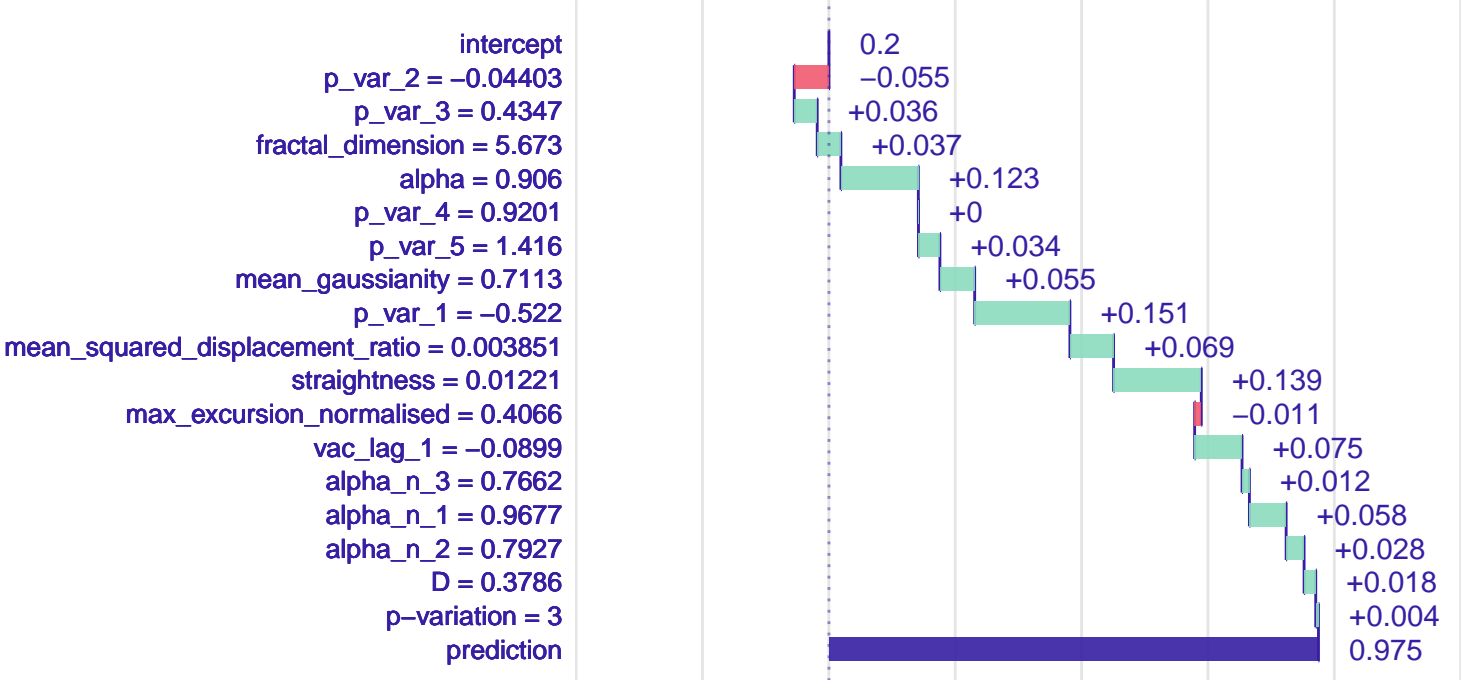 intercept 0.2
p_var_2 = −0.04403 −0.055
p_var_3 = 0.4347 +0.036
fractal_dimension = 5.673 +0.037
alpha = 0.906 +0.123
p_var_4 = 0.9201 +0
p_var_5 = 1.416 +0.034
mean_gaussianity = 0.7113 +0.055
p_var_1 = −0.522 +0.151
mean_squared_displacement_ratio = 0.003851 +0.069
straightness = 0.01221 +0.139
max_excursion_normalised = 0.4066 −0.011
vac_lag_1 = −0.0899 +0.075
alpha_n_3 = 0.7662 +0.012
alpha_n_1 = 0.9677 +0.058
alpha_n_2 = 0.7927 +0.028
D = 0.3786 +0.018
p−variation = 3 +0.004
prediction 0.975